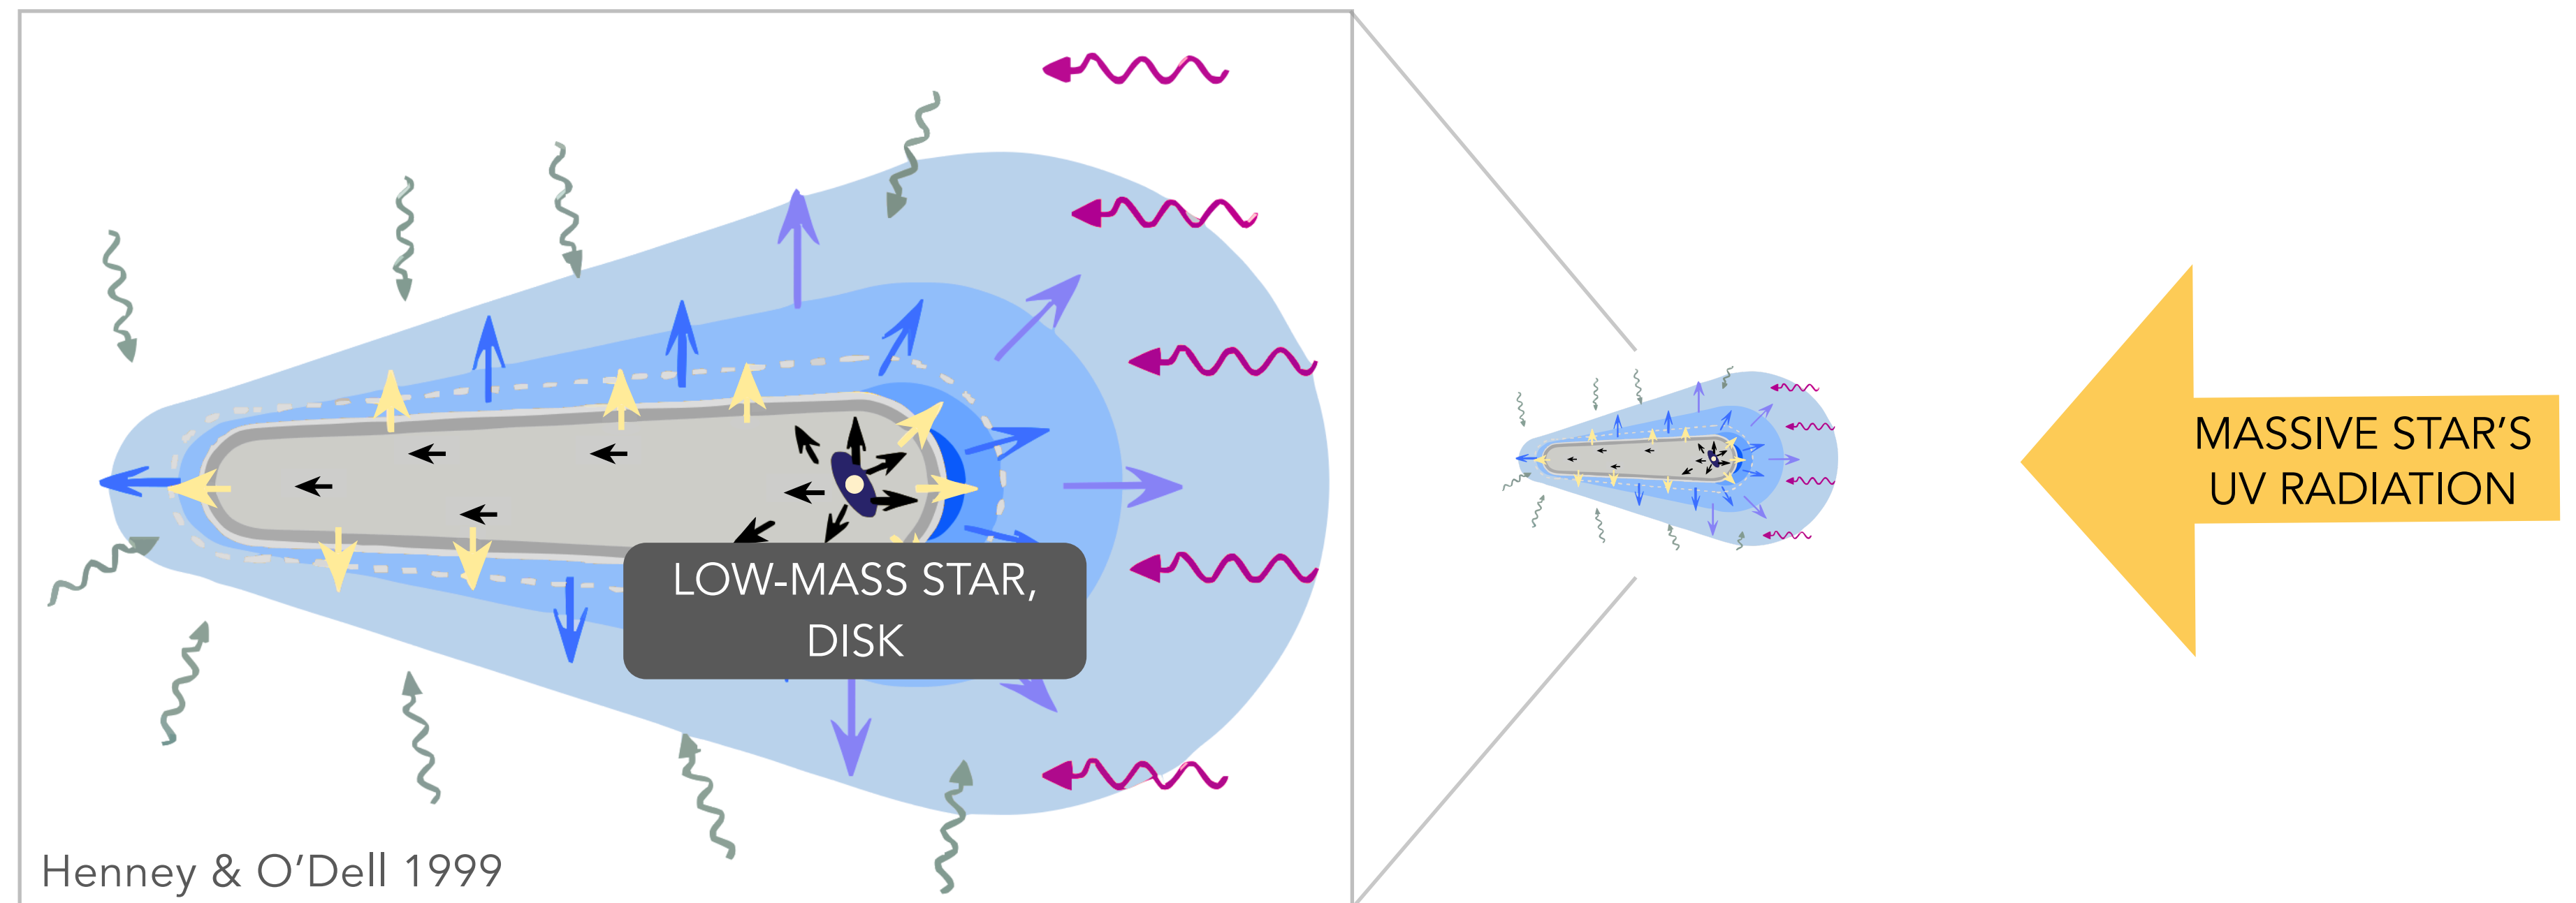 LOW-MASS STAR,
DISK
Henney & O’Dell 1999
MASSIVE STAR’S
UV RADIATION